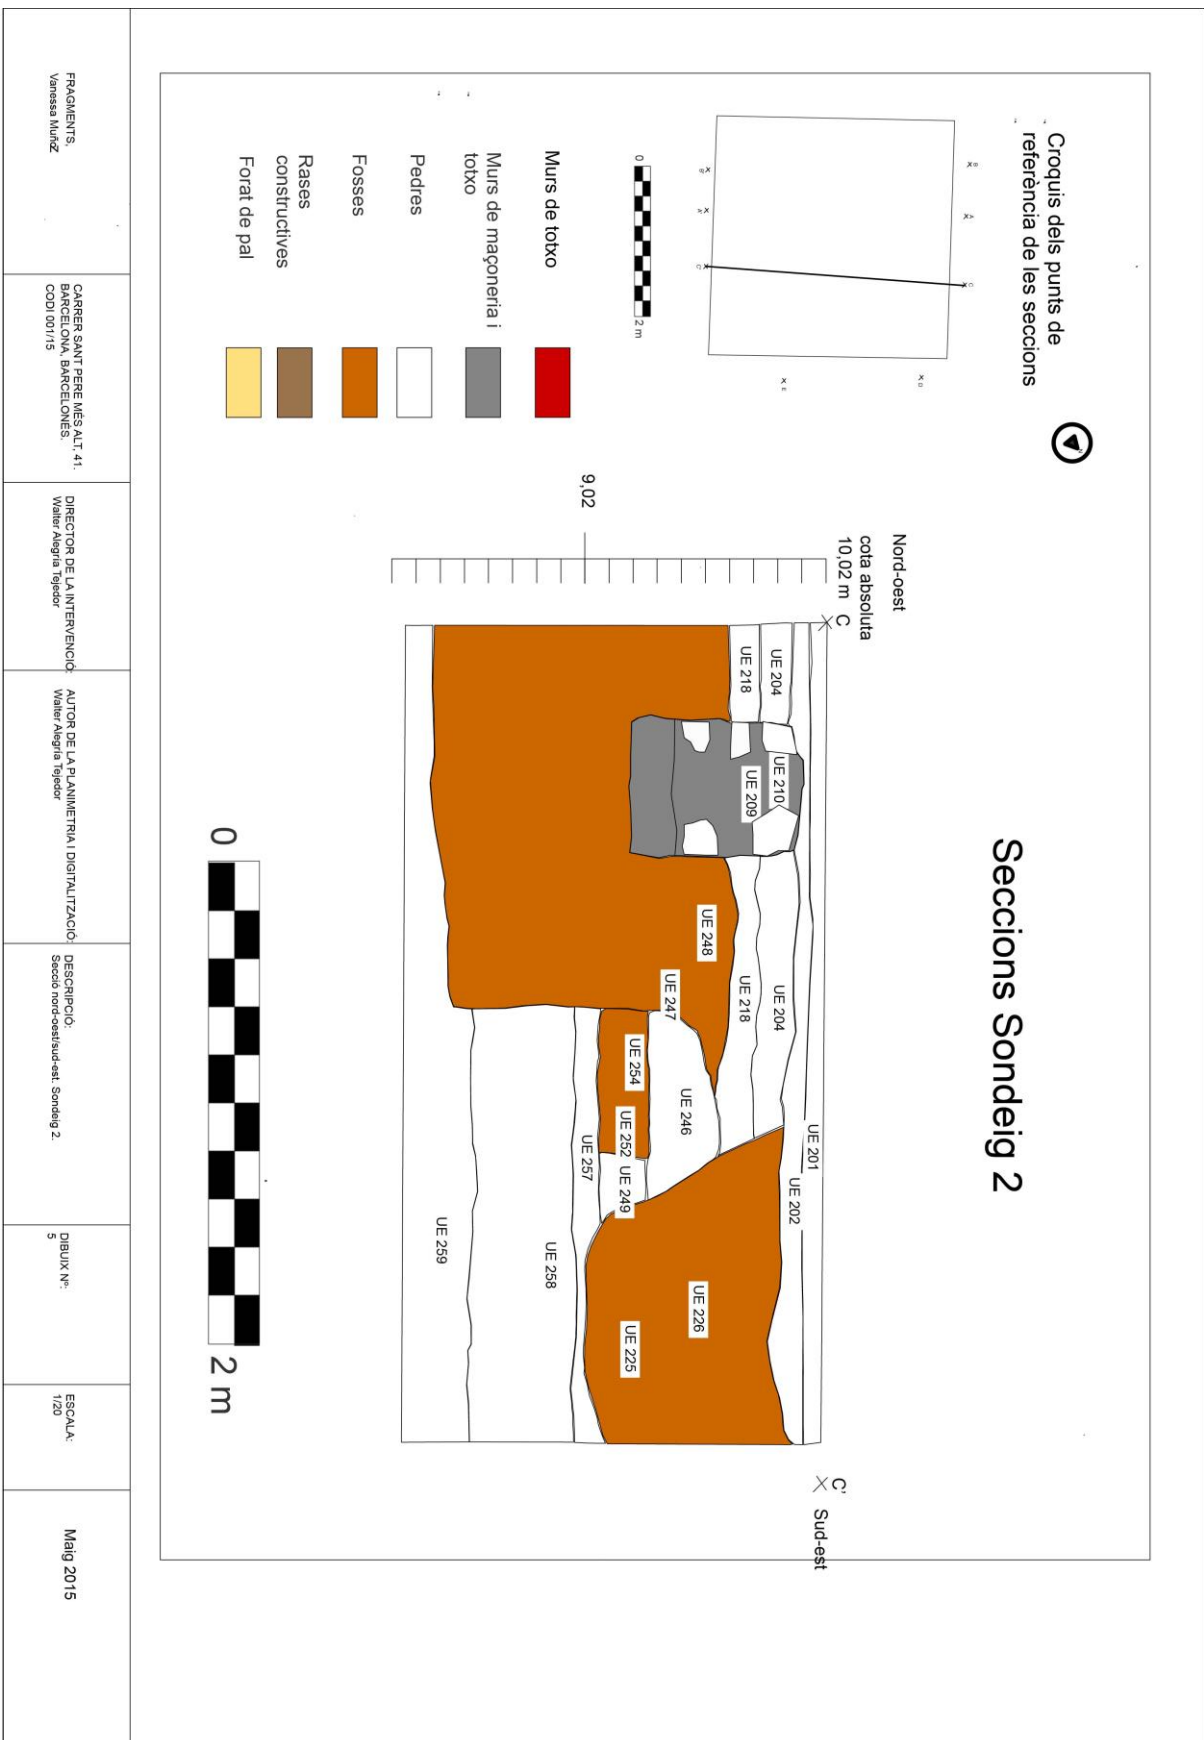 Seccions Sondeig 2
Croquis dels punts de
referència de les seccions
B
A
C
B'
A'
C'
D
E
N
0
2 m
Murs de totxo
Murs de maçoneria i
totxo
Pedres
Fosses
Rases
constructives
Forat de pal
Nord-oest
cota absoluta
10,02 m
C
9,02
C'
Sud-est
UE 201
UE 202
UE 204
UE 210
UE 204
UE 218
UE 209
UE 218
UE 248
UE 226
UE 247
UE 246
UE 254
UE 252
UE 249
UE 225
UE 257
UE 258
UE 259
0
2 m
FRAGMENTS,
Vanessa Muñoz
CARRER SANT PERE MÉS ALT, 41.
BARCELONA, BARCELONÈS.
CODI 001/15
DIRECTOR DE LA INTERVENCIÓ:
Walter Alegría Tejedor
AUTOR DE LA PLANIMETRIA I DIGITALITZACIÓ:
Walter Alegría Tejedor
DESCRIPCIÓ:
Secció nord-oest/sud-est. Sondeig 2.
DIBUIX Nº:
5
ESCALA:
1/20
Maig 2015